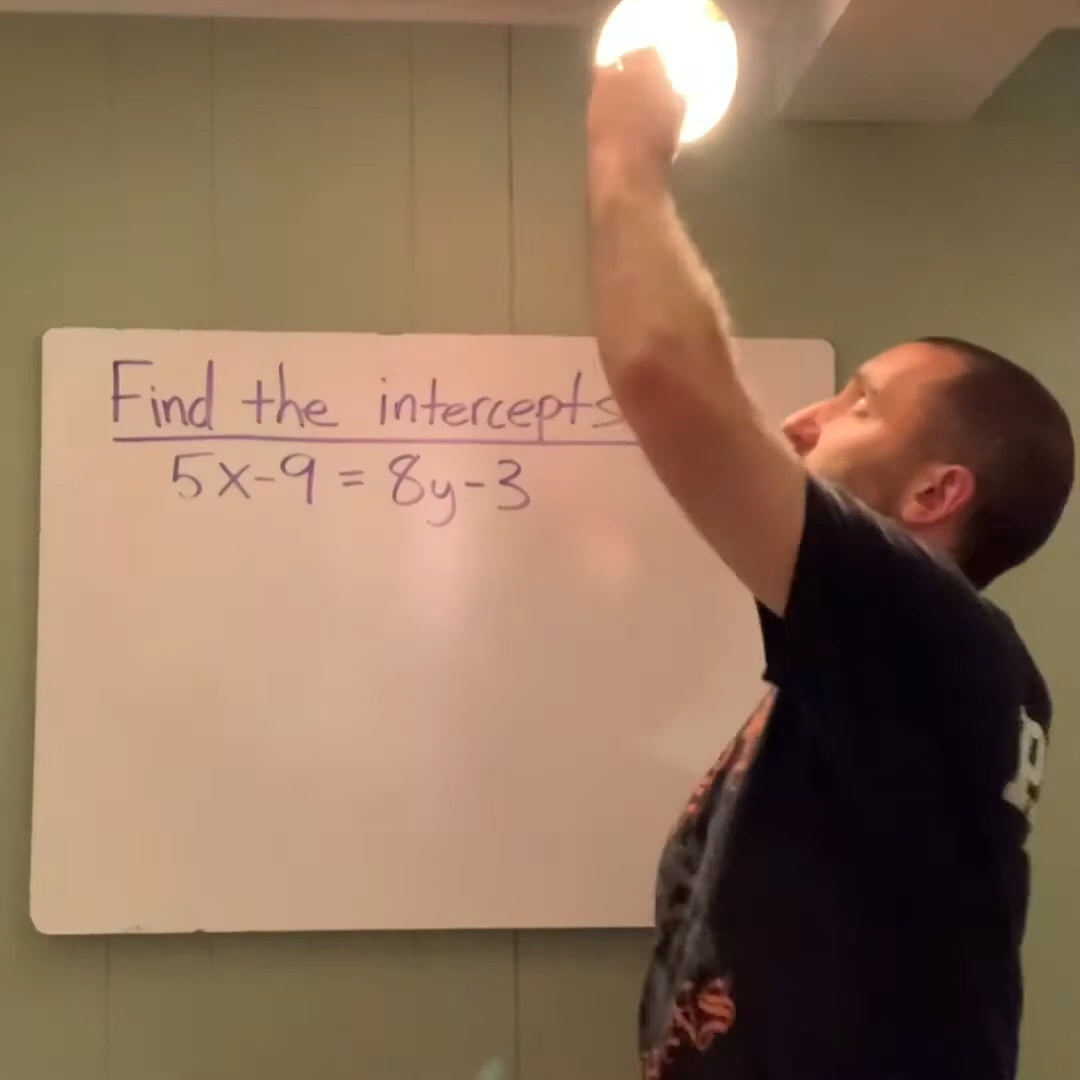 Find the intercepts
5x-9 = 8y-3